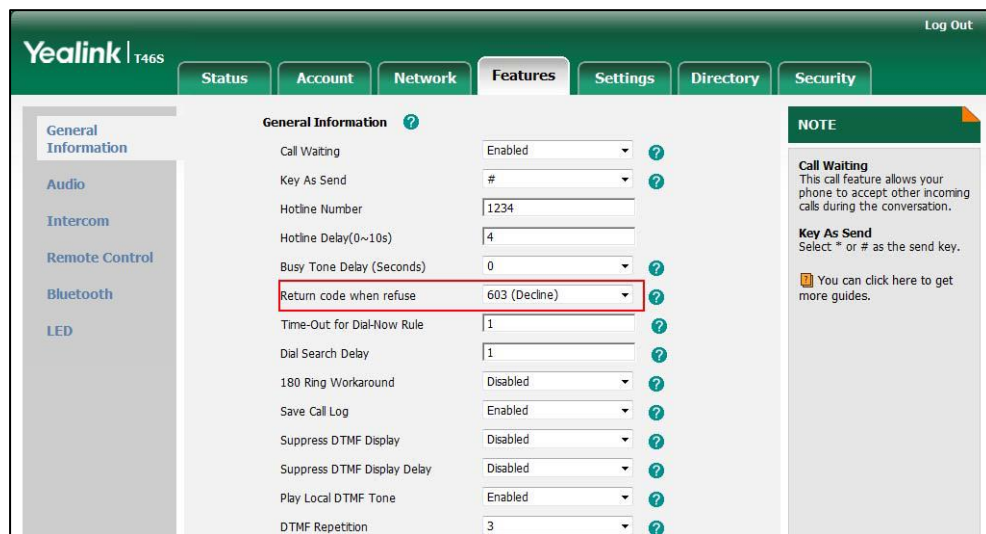 Log Out
Yealink | T46S
Status Account Network Features Settings Directory Security
General
Information
Audio
Intercom
Remote Control
Bluetooth
LED
General Information ?
Call Waiting Enabled ?
Key As Send # ?
Hotline Number 1234
Hotline Delay(0~10s) 4
Busy Tone Delay (Seconds) 0 ?
Return code when refuse 603 (Decline) ?
Time-Out for Dial-Now Rule 1 ?
Dial Search Delay 1 ?
180 Ring Workaround Disabled ?
Save Call Log Enabled ?
Suppress DTMF Display Disabled ?
Suppress DTMF Display Delay Disabled ?
Play Local DTMF Tone Enabled ?
DTMF Repetition 3 ?
NOTE
Call Waiting
This call feature allows your
phone to accept other incoming
calls during the conversation.
Key As Send
Select * or # as the send key.
? You can click here to get
more guides.